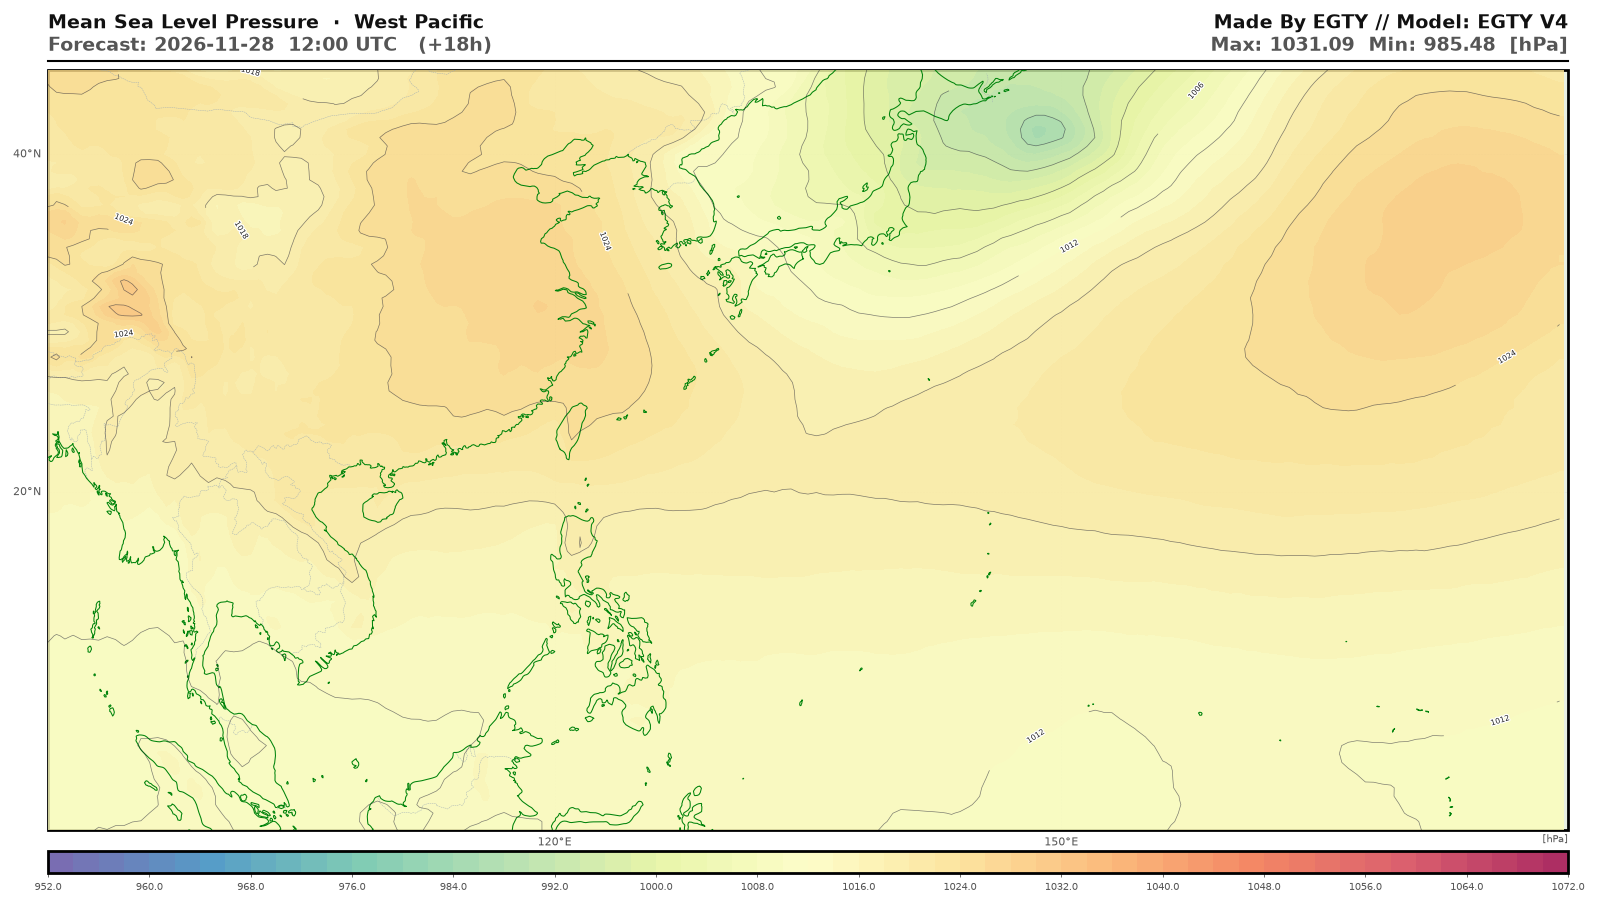 Mean Sea Level Pressure · West Pacific
Made By EGTY // Model: EGTY V4
Forecast: 2026-11-28 12:00 UTC (+18h)
Max: 1031.09 Min: 985.48 [hPa]
1018
1006
40°N
1024
1018
1024
1012
1024
1024
20°N
1012
1012
120°E
150°E
[hPa]
952.0 960.0 968.0 976.0 984.0 992.0 1000.0 1008.0 1016.0 1024.0 1032.0 1040.0 1048.0 1056.0 1064.0 1072.0